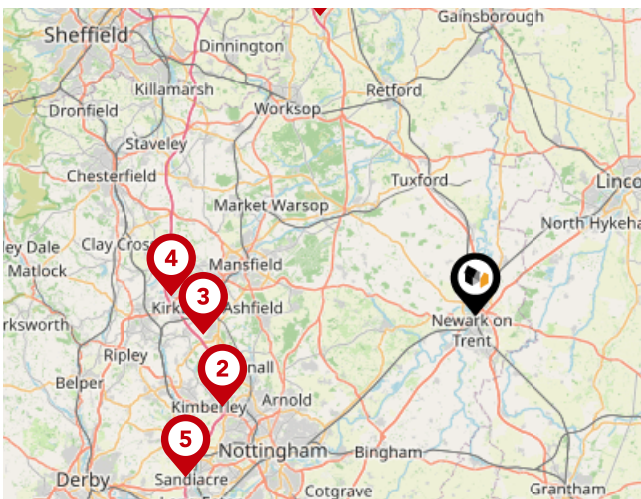 Gainsborough
Sheffield
Dinnington
Killamarsh
Retford
Dronfield
Worksop
Staveley
Chesterfield
Tuxford
Linco
Market Warsop
North Hykeha
ley Dale
Clay Cross
4
Mansfield
Matlock
3
Kirk
Ashfield
rksworth
Newark on
Trent
Ripley
2
nall
Belper
Kimberley
Arnold
5
Nottingham
Bingham
Derby
Sandiacre
Cotgrave
Grantham